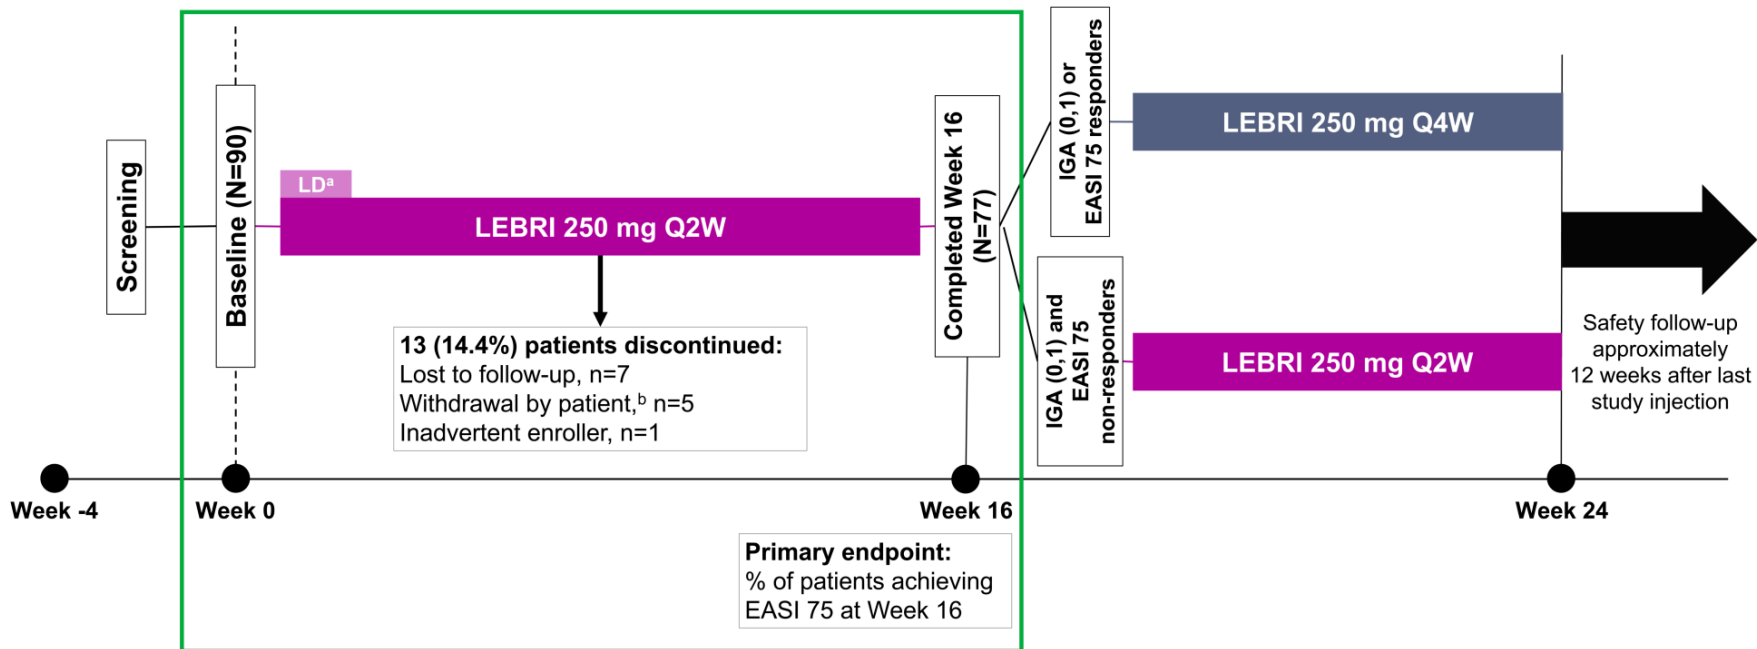 Screening
Baseline (N=90)
LDᵃ
LEBRI 250 mg Q2W
13 (14.4%) patients discontinued:
Lost to follow-up, n=7
Withdrawal by patient,ᵇ n=5
Inadvertent enroller, n=1
Completed Week 16
(N=77)
IGA (0,1) or
EASI 75 responders
LEBRI 250 mg Q4W
IGA (0,1) and
EASI 75
non-responders
LEBRI 250 mg Q2W
Safety follow-up
approximately
12 weeks after last
study injection
Week -4
Week 0
Week 16
Week 24
Primary endpoint:
% of patients achieving
EASI 75 at Week 16